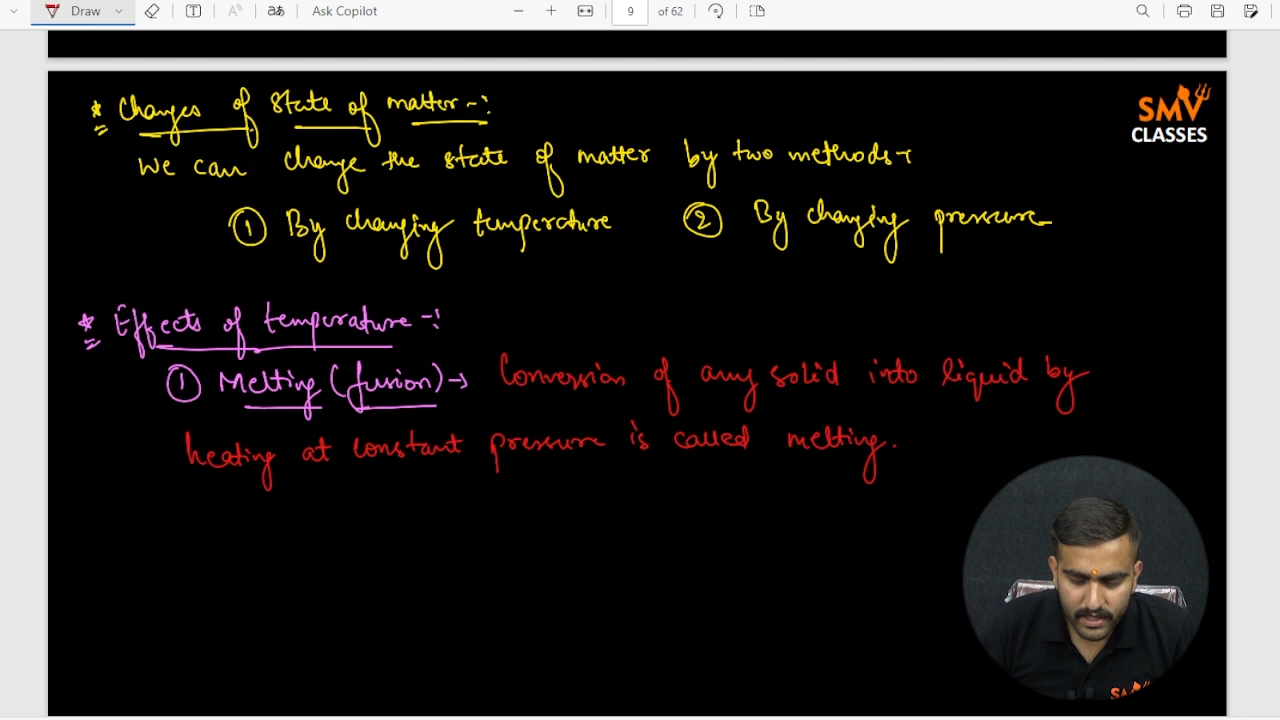 Draw
Ask Copilot
9 of 62
SMV
CLASSES
* Changes of state of matter -:
We can change the state of matter by two methods -
① By changing temperature ② By changing pressure
* Effects of temperature -:
① Melting (fusion) → Conversion of any solid into liquid by
heating at constant pressure is called melting.